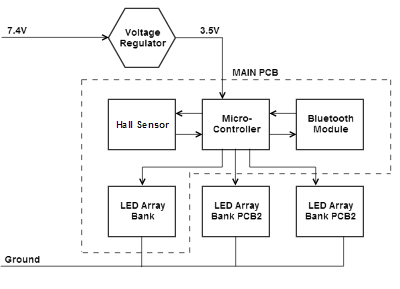 7.4V
Voltage
Regulator
3.5V
MAIN PCB
Hall Sensor
Micro-
Controller
Bluetooth
Module
LED Array
Bank
LED Array
Bank PCB2
LED Array
Bank PCB2
Ground